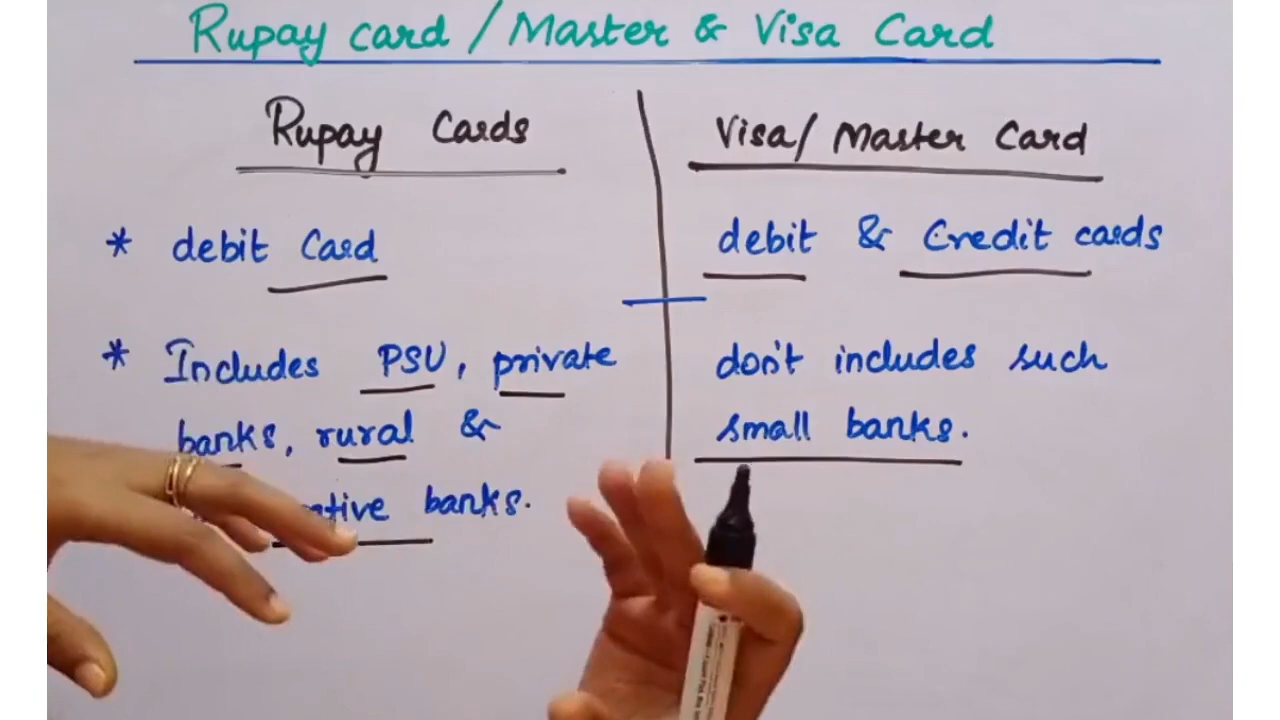 Rupay card / Master & Visa Card
Rupay Cards
* debit Card
* Includes PSU, private
banks, rural &
banks.
Visa/ Master Card
debit & Credit cards
don't includes such
small banks.